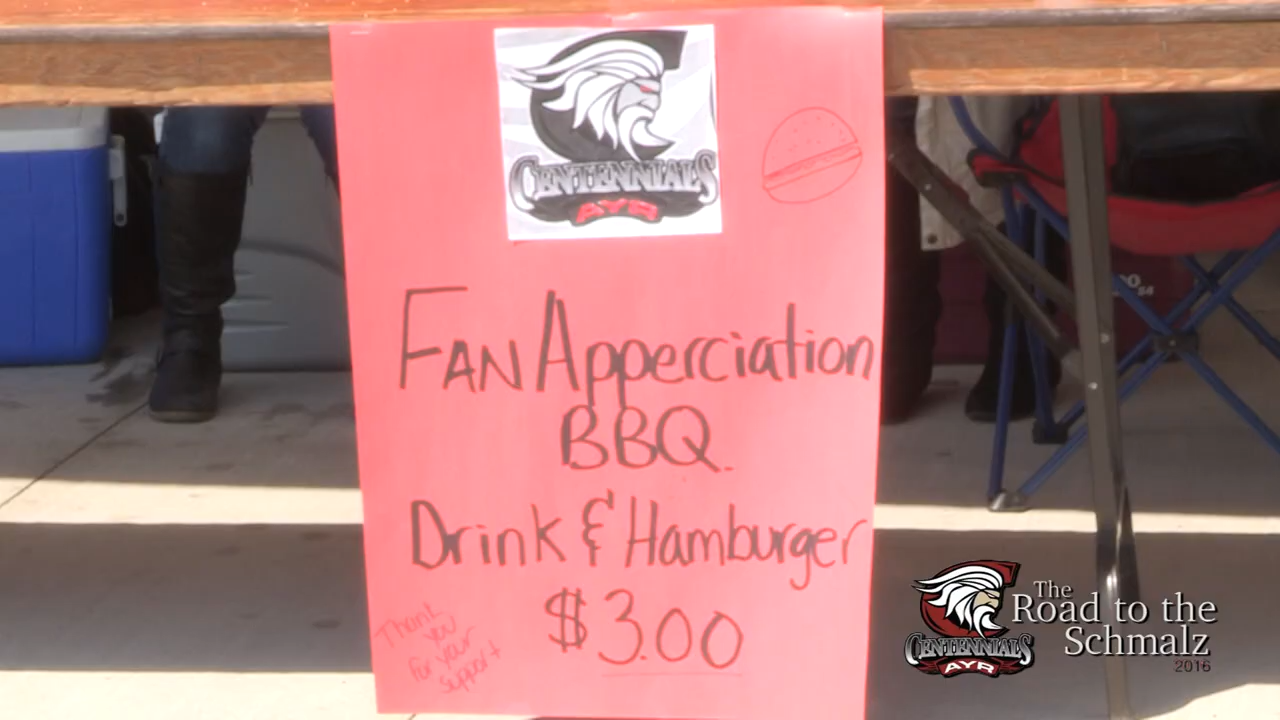 CENTENNIALS
AYR
FAN Apperciation
BBQ.
Drink & Hamburger
$3.00
Thank
you
for your
support
The
Road to the
Schmalz
2016
CENTENNIALS
AYR